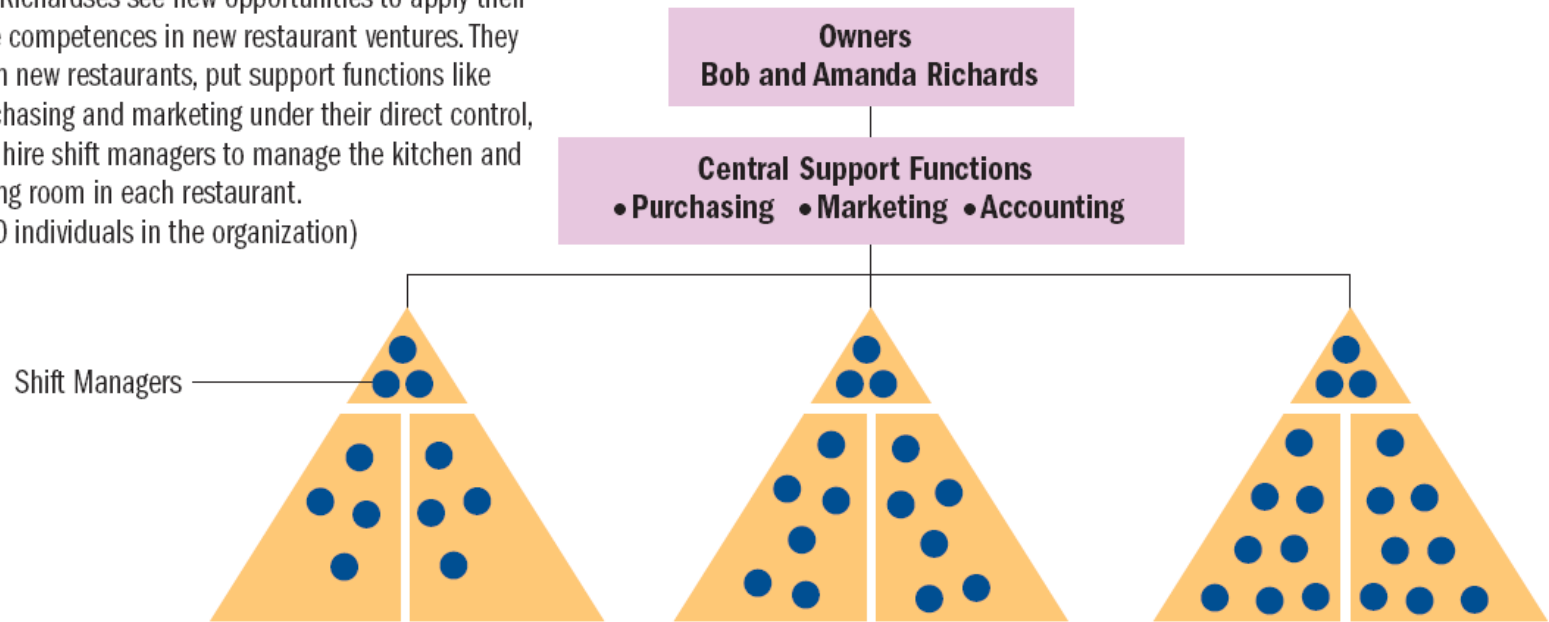 Richardses see new opportunities to apply their
competences in new restaurant ventures. They
new restaurants, put support functions like
chasing and marketing under their direct control,
hire shift managers to manage the kitchen and
ng room in each restaurant.
0 individuals in the organization)
Owners
Bob and Amanda Richards
Central Support Functions
• Purchasing • Marketing • Accounting
Shift Managers